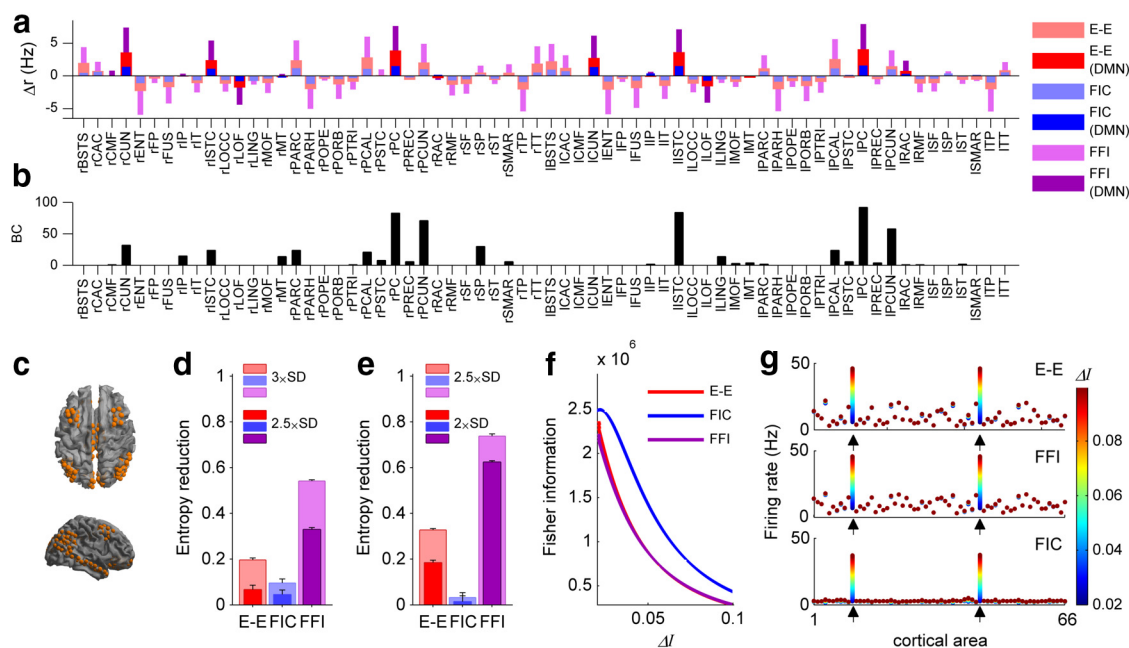 a
Δr (Hz)
5
0
-5
rBSTS rCAC rCMF rCUN rENT rFP rFUS rIP rIT rISTC rLOCC rLOF rLING rMOF rMT rPARC rPARH rPOPE rPORB rPTRI rPCAL rPSTC rPC rPREC rPCUN rRAC rRMF rSF rSP rST rSMAR rTP rTT lBSTS lCAC lCMF lCUN lENT lFP lFUS lIP lIT lISTC lLOCC lLOF lLING lMOF lMT lPARC lPARH lPOPE lPORB lPTRI lPCAL lPSTC lPC lPREC lPCUN lRAC lRMF lSF lSP lST lSMAR lTP lTT
E-E
E-E
(DMN)
FIC
FIC
(DMN)
FFI
FFI
(DMN)
b
BC
100
50
0
rBSTS rCAC rCMF rCUN rENT rFP rFUS rIP rIT rISTC rLOCC rLOF rLING rMOF rMT rPARC rPARH rPOPE rPORB rPTRI rPCAL rPSTC rPC rPREC rPCUN rRAC rRMF rSF rSP rST rSMAR rTP rTT lBSTS lCAC lCMF lCUN lENT lFP lFUS lIP lIT lISTC lLOCC lLOF lLING lMOF lMT lPARC lPARH lPOPE lPORB lPTRI lPCAL lPSTC lPC lPREC lPCUN lRAC lRMF lSF lSP lST lSMAR lTP lTT
c
d
Entropy reduction
1
0.8
0.6
0.4
0.2
0
3×SD
2.5×SD
E-E FIC FFI
e
Entropy reduction
1
0.8
0.6
0.4
0.2
0
2.5×SD
2×SD
E-E FIC FFI
f
x 10^6
Fisher information
2.5
2
1.5
1
0.5
E-E
FIC
FFI
0.05 0.1
ΔI
g
Firing rate (Hz)
50
0
E-E
50
0
FFI
50
0
FIC
1 66
cortical area
ΔI
0.08
0.06
0.04
0.02